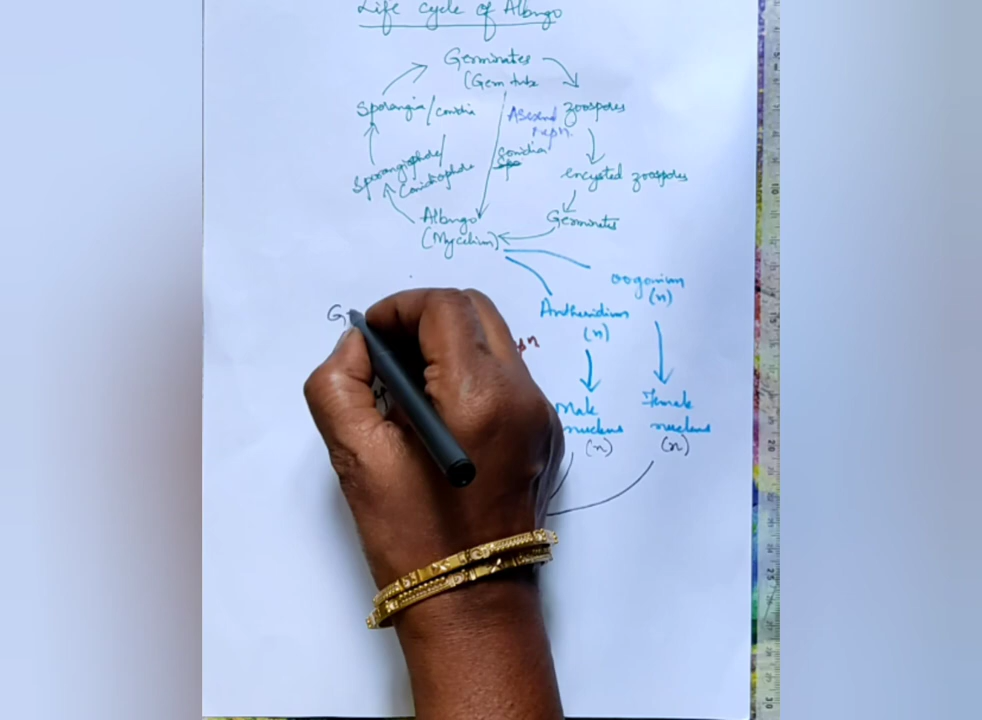 Life cycle of Albugo
Germinates
(Germ tube
Sporangia/conidia
Asexual
repn.
zoospores
conidia
Sporangiophore/
Conidiophore
encysted zoospores
Albugo
(Mycelium)
Germinates
oogonium
(n)
Antheridium
(n)
G
Male
nucleus
(n)
Female
nucleus
(n)